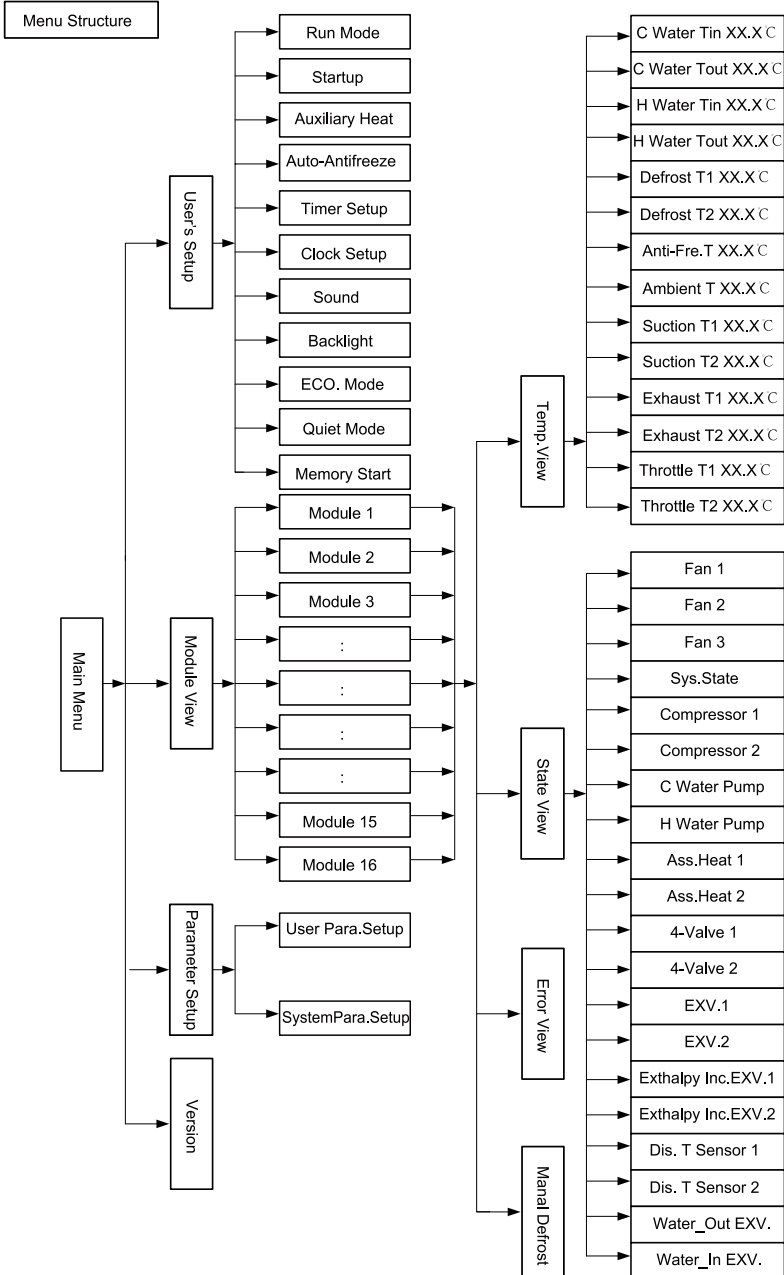 Menu Structure
Main Menu
User's Setup
Module View
Parameter Setup
Version
Run Mode
Startup
Auxiliary Heat
Auto-Antifreeze
Timer Setup
Clock Setup
Sound
Backlight
ECO. Mode
Quiet Mode
Memory Start
Module 1
Module 2
Module 3
:
:
:
:
Module 15
Module 16
User Para.Setup
SystemPara.Setup
Temp.View
State View
Error View
Manal Defrost
C Water Tin XX.X℃
C Water Tout XX.X℃
H Water Tin XX.X℃
H Water Tout XX.X℃
Defrost T1 XX.X℃
Defrost T2 XX.X℃
Anti-Fre.T XX.X℃
Ambient T XX.X℃
Suction T1 XX.X℃
Suction T2 XX.X℃
Exhaust T1 XX.X℃
Exhaust T2 XX.X℃
Throttle T1 XX.X℃
Throttle T2 XX.X℃
Fan 1
Fan 2
Fan 3
Sys.State
Compressor 1
Compressor 2
C Water Pump
H Water Pump
Ass.Heat 1
Ass.Heat 2
4-Valve 1
4-Valve 2
EXV.1
EXV.2
Exthalpy Inc.EXV.1
Exthalpy Inc.EXV.2
Dis. T Sensor 1
Dis. T Sensor 2
Water_Out EXV.
Water_In EXV.